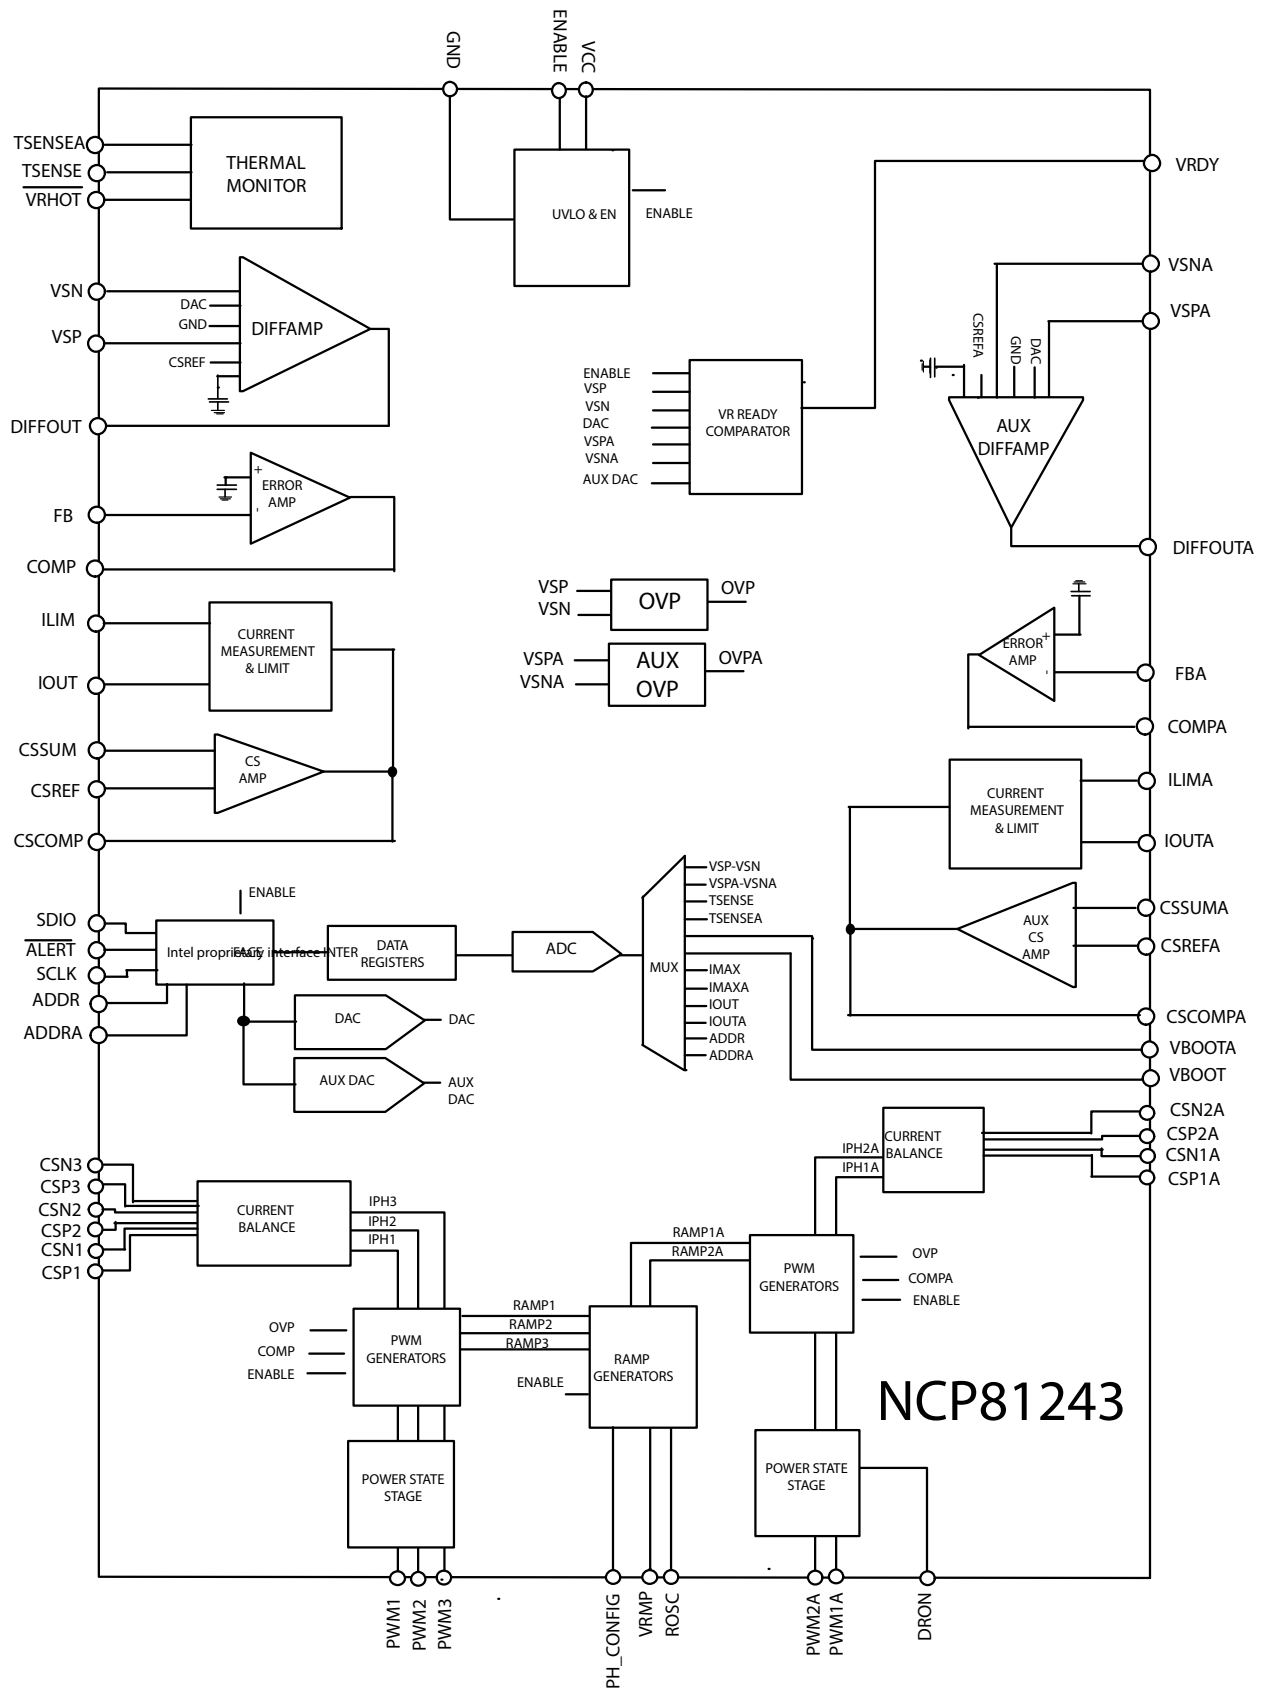 GND
ENABLE
VCC
TSENSEA
TSENSE
VRHOT
THERMAL
MONITOR
UVLO & EN
ENABLE
VRDY
VSN
DAC
GND
VSP
CSREF
DIFFAMP
DIFFOUT
VSNA
VSPA
CSREFA
GND
DAC
AUX
DIFFAMP
DIFFOUTA
ENABLE
VSP
VSN
DAC
VSPA
VSNA
AUX DAC
VR READY
COMPARATOR
+
ERROR
AMP
-
FB
COMP
VSP
VSN
OVP
OVP
VSPA
VSNA
AUX
OVP
OVPA
ERROR
AMP
+
-
FBA
COMPA
ILIM
IOUT
CURRENT
MEASUREMENT
& LIMIT
CSSUM
CSREF
CS
AMP
CSCOMP
CURRENT
MEASUREMENT
& LIMIT
ILIMA
IOUTA
AUX
CS
AMP
CSSUMA
CSREFA
CSCOMPA
VBOOTA
VBOOT
ENABLE
SDIO
ALERT
SCLK
ADDR
ADDRA
Intel proprietary interface INTER
DATA
REGISTERS
ADC
MUX
VSP-VSN
VSPA-VSNA
TSENSE
TSENSEA
IMAX
IMAXA
IOUT
IOUTA
ADDR
ADDRA
DAC
DAC
AUX DAC
AUX
DAC
CSN2A
CSP2A
CSN1A
CSP1A
CURRENT
BALANCE
IPH2A
IPH1A
CSN3
CSP3
CSN2
CSP2
CSN1
CSP1
CURRENT
BALANCE
IPH3
IPH2
IPH1
RAMP1A
RAMP2A
PWM
GENERATORS
OVP
COMPA
ENABLE
OVP
COMP
ENABLE
PWM
GENERATORS
RAMP1
RAMP2
RAMP3
ENABLE
RAMP
GENERATORS
NCP81243
POWER STATE
STAGE
POWER STATE
STAGE
PWM1
PWM2
PWM3
PH_CONFIG
VRMP
ROSC
PWM2A
PWM1A
DRON